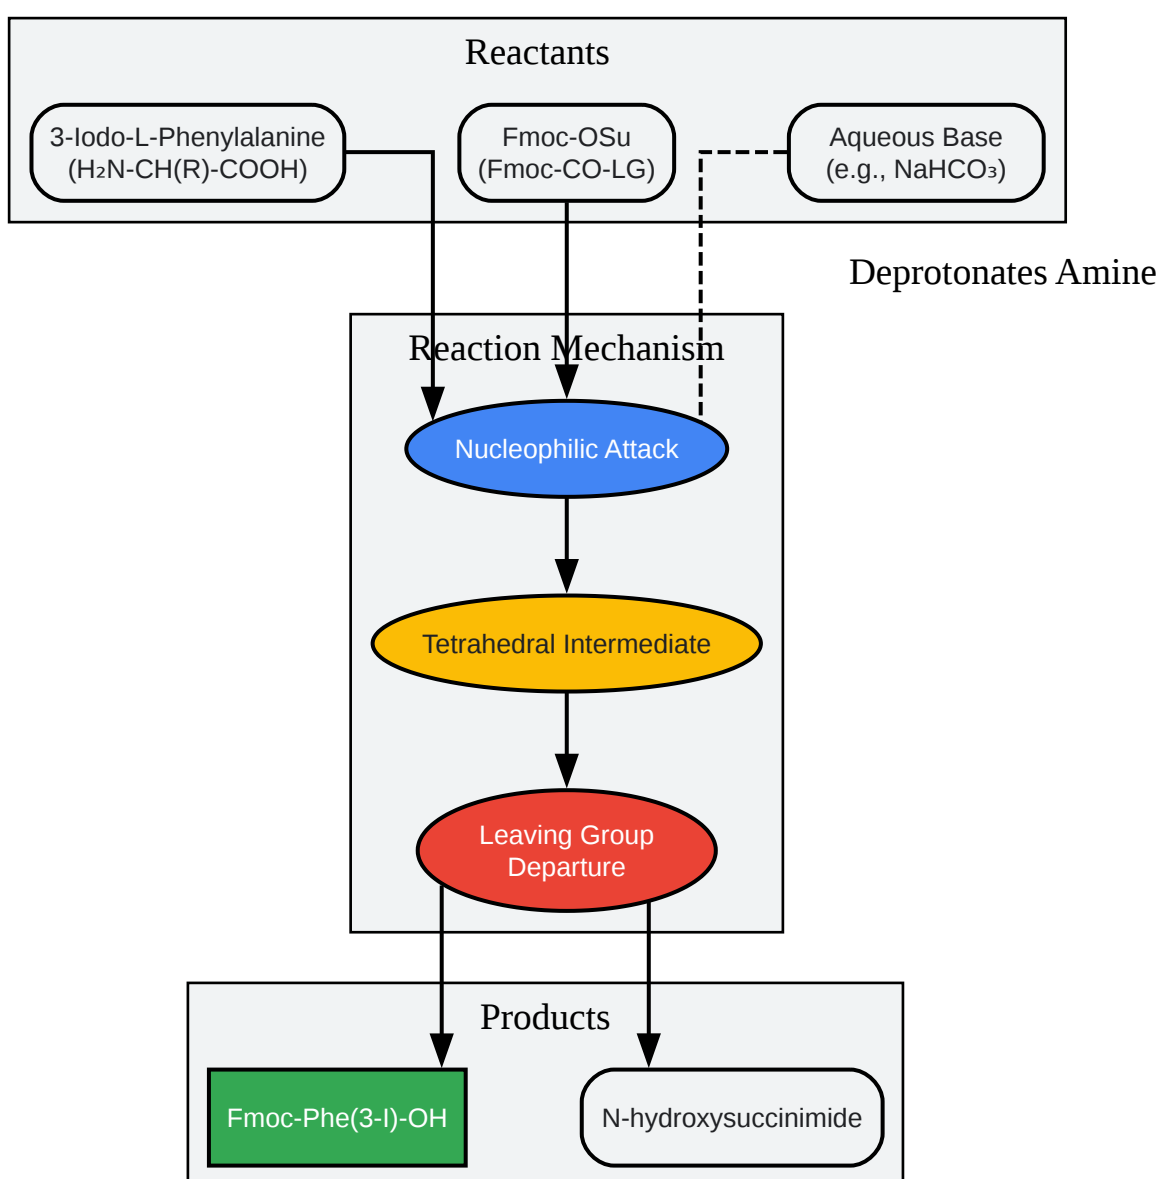 Reactants
3-Iodo-L-Phenylalanine
(H₂N-CH(R)-COOH)
Fmoc-OSu
(Fmoc-CO-LG)
Aqueous Base
(e.g., NaHCO₃)
Deprotonates Amine
Reaction Mechanism
Nucleophilic Attack
Tetrahedral Intermediate
Leaving Group
Departure
Products
Fmoc-Phe(3-I)-OH
N-hydroxysuccinimide